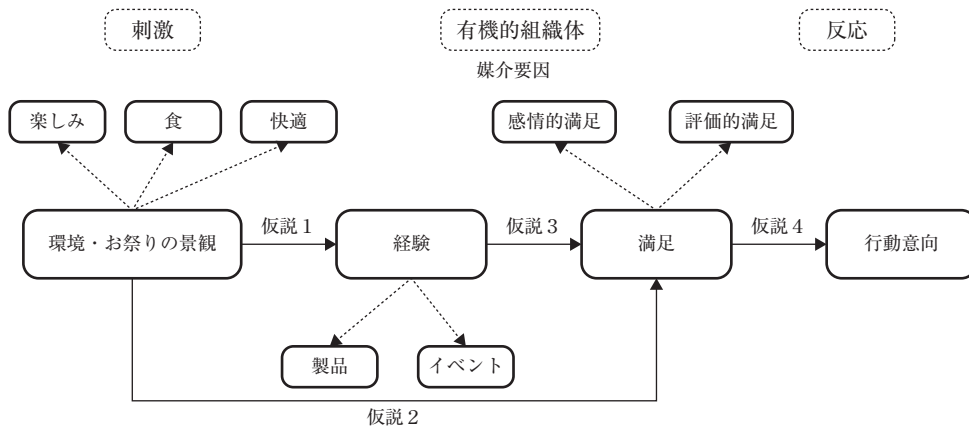 刺激
有機的組織体
反応
媒介要因
楽しみ
食
快適
感情的満足
評価的満足
環境・お祭りの景観
仮説1
経験
仮説3
満足
仮説4
行動意向
製品
イベント
仮説2